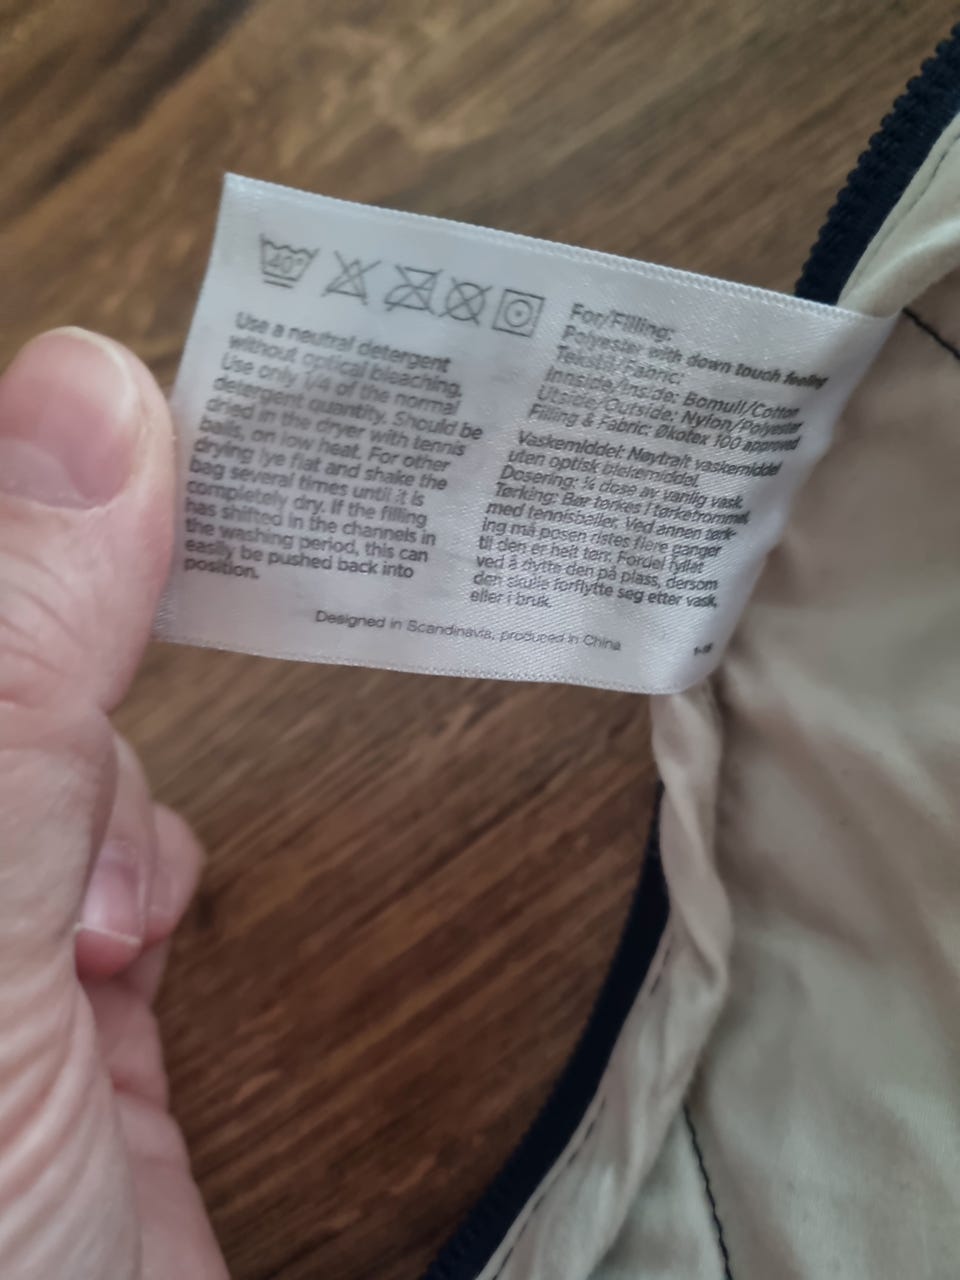 40°
Use a neutral detergent
without optical bleaching.
Use only 1/4 of the normal
detergent quantity. Should be
dried in the dryer with tennis
balls, on low heat. For other
drying lye flat and shake the
bag several times until it is
completely dry. If the filling
has shifted in the channels in
the washing period, this can
easily be pushed back into
position.
For/Filling:
Polyester with down touch feeling
Tekstil/Fabric:
Innside/Inside: Bomull/Cotton
Utside/Outside: Nylon/Polyester
Filling & Fabric: Økotex 100 approved
Vaskemiddel: Nøytralt vaskemiddel
uten optisk blekemiddel.
Dosering: ¼ dose av vanlig vask.
Tørking: Bør tørkes i tørketrommel,
med tennisballer. Ved annen tørk-
ing må posen ristes flere ganger
til den er helt tørr. Fordel fyllet
ved å dytte den på plass, dersom
den skulle forflytte seg etter vask,
eller i bruk.
Designed in Scandinavia, produced in China